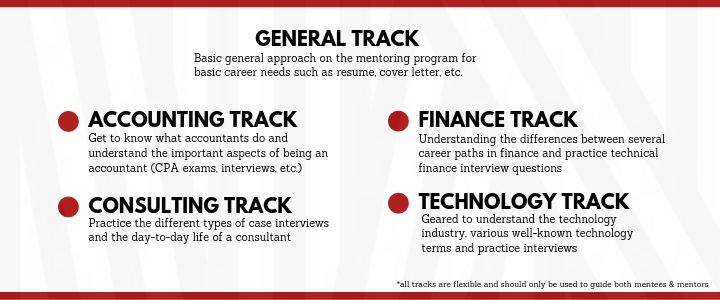 GENERAL TRACK
Basic general approach on the mentoring program for
basic career needs such as resume, cover letter, etc.
ACCOUNTING TRACK
Get to know what accountants do and
understand the important aspects of being an
accountant (CPA exams, interviews, etc.)
CONSULTING TRACK
Practice the different types of case interviews
and the day-to-day life of a consultant
FINANCE TRACK
Understanding the differences between several
career paths in finance and practice technical
finance interview questions
TECHNOLOGY TRACK
Geared to understand the technology
industry, various well-known technology
terms and practice interviews
*all tracks are flexible and should only be used to guide both mentees & mentors